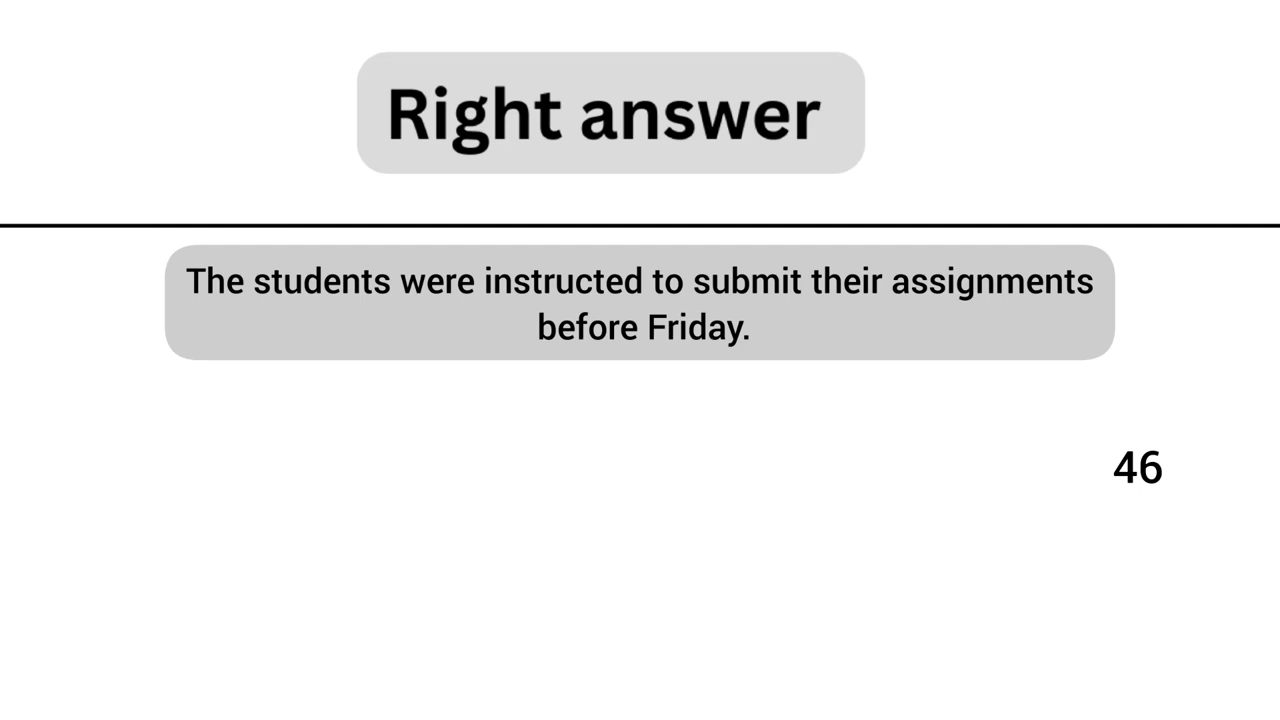 Right answer
The students were instructed to submit their assignments
before Friday.
46